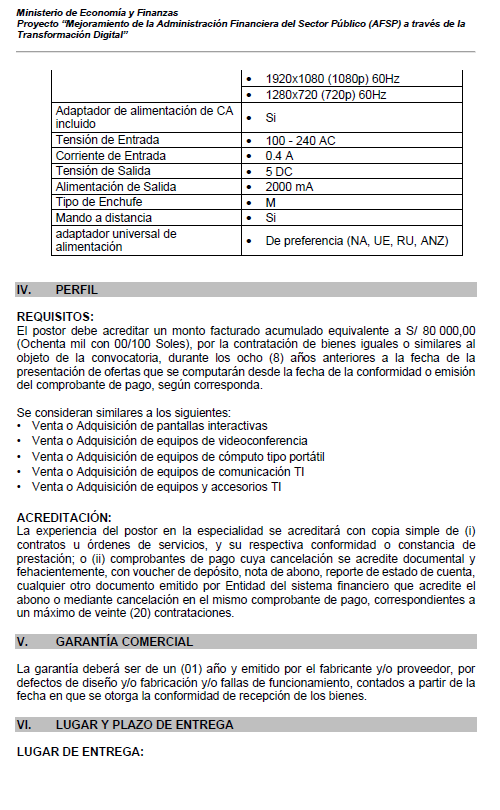 Ministerio de Economía y Finanzas
Proyecto “Mejoramiento de la Administración Financiera del Sector Público (AFSP) a través de la
Transformación Digital”
• 1920x1080 (1080p) 60Hz
• 1280x720 (720p) 60Hz
Adaptador de alimentación de CA
incluido
• Si
Tensión de Entrada • 100 - 240 AC
Corriente de Entrada • 0.4 A
Tensión de Salida • 5 DC
Alimentación de Salida • 2000 mA
Tipo de Enchufe • M
Mando a distancia • Si
adaptador universal de
alimentación
• De preferencia (NA, UE, RU, ANZ)
IV. PERFIL
REQUISITOS:
El postor debe acreditar un monto facturado acumulado equivalente a S/ 80 000,00
(Ochenta mil con 00/100 Soles), por la contratación de bienes iguales o similares al
objeto de la convocatoria, durante los ocho (8) años anteriores a la fecha de la
presentación de ofertas que se computarán desde la fecha de la conformidad o emisión
del comprobante de pago, según corresponda.
Se consideran similares a los siguientes:
• Venta o Adquisición de pantallas interactivas
• Venta o Adquisición de equipos de videoconferencia
• Venta o Adquisición de equipos de cómputo tipo portátil
• Venta o Adquisición de equipos de comunicación TI
• Venta o Adquisición de equipos y accesorios TI
ACREDITACIÓN:
La experiencia del postor en la especialidad se acreditará con copia simple de (i)
contratos u órdenes de servicios, y su respectiva conformidad o constancia de
prestación; o (ii) comprobantes de pago cuya cancelación se acredite documental y
fehacientemente, con voucher de depósito, nota de abono, reporte de estado de cuenta,
cualquier otro documento emitido por Entidad del sistema financiero que acredite el
abono o mediante cancelación en el mismo comprobante de pago, correspondientes a
un máximo de veinte (20) contrataciones.
V. GARANTÍA COMERCIAL
La garantía deberá ser de un (01) año y emitido por el fabricante y/o proveedor, por
defectos de diseño y/o fabricación y/o fallas de funcionamiento, contados a partir de la
fecha en que se otorga la conformidad de recepción de los bienes.
VI. LUGAR Y PLAZO DE ENTREGA
LUGAR DE ENTREGA: